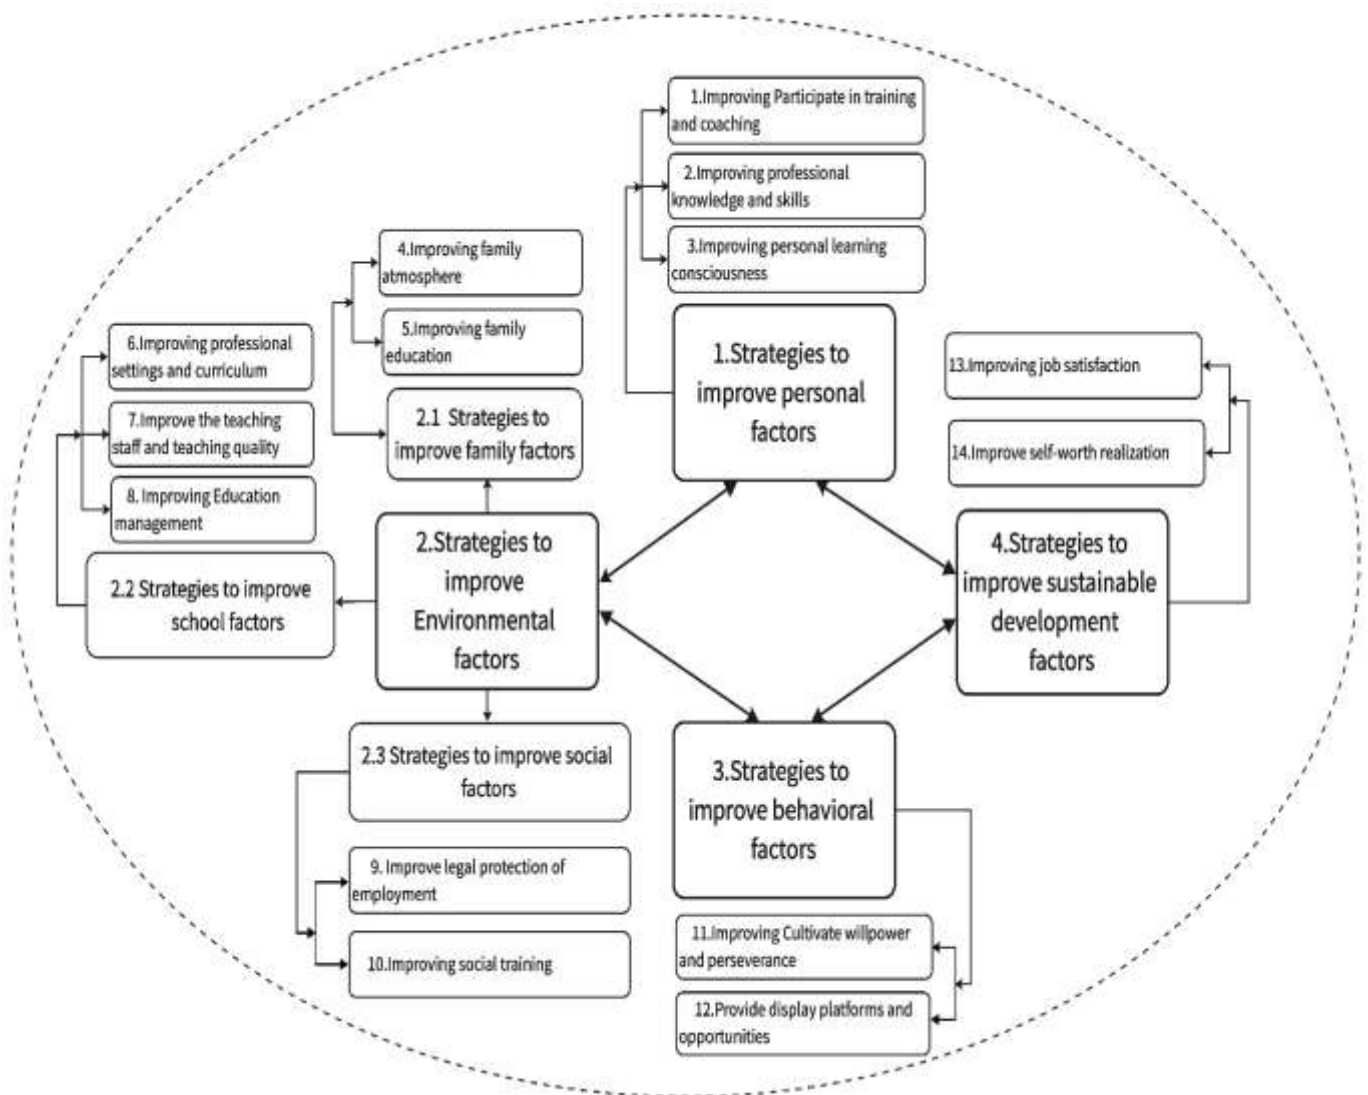 1.Improving Participate in training
and coaching
2.Improving professional
knowledge and skills
3.Improving personal learning
consciousness
4.Improving family
atmosphere
5.Improving family
education
1.Strategies to
improve personal
factors
6.Improving professional
settings and curriculum
7.Improve the teaching
staff and teaching quality
8. Improving Education
management
2.1 Strategies to
improve family factors
13.Improving job satisfaction
14.Improve self-worth realization
2.2 Strategies to improve
school factors
2.Strategies to
improve
Environmental
factors
4.Strategies to
improve sustainable
development
factors
2.3 Strategies to improve social
factors
3.Strategies to
improve behavioral
factors
9. Improve legal protection of
employment
10.Improving social training
11.Improving Cultivate willpower
and perseverance
12.Provide display platforms and
opportunities